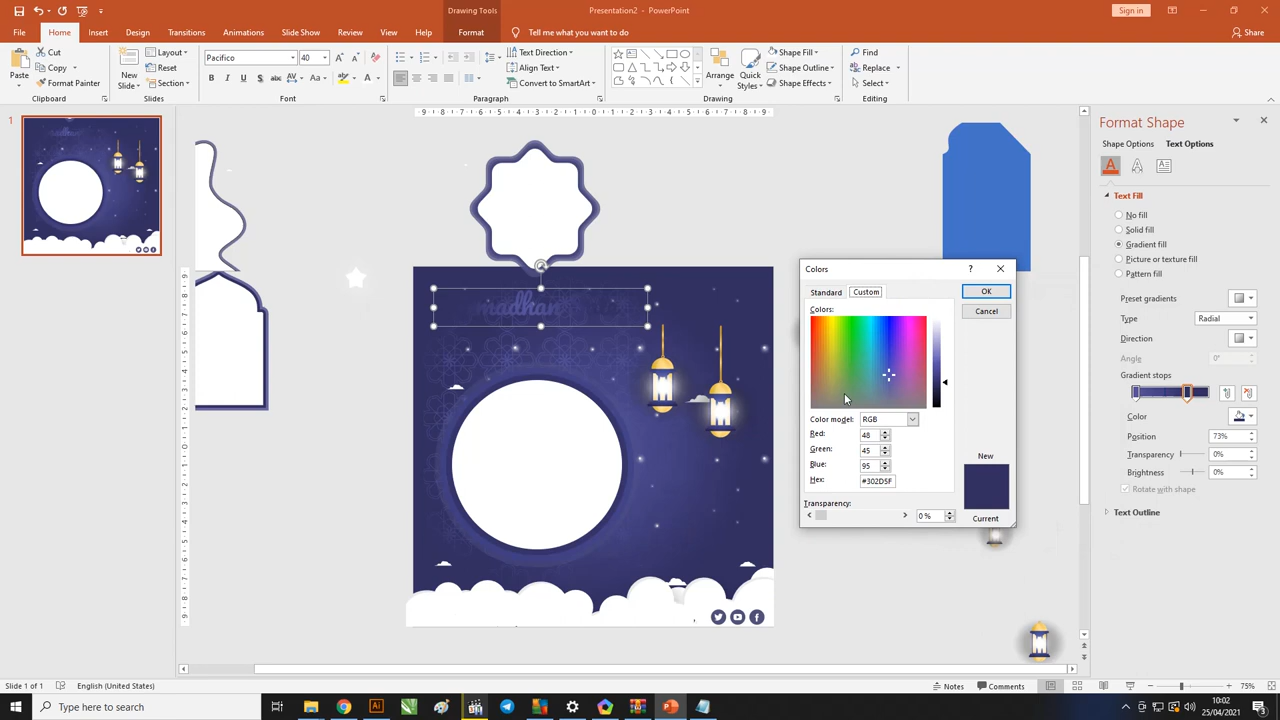 Drawing Tools
Presentation2 - PowerPoint
Sign in
File
Home
Insert
Design
Transitions
Animations
Slide Show
Review
View
Help
Format
Tell me what you want to do
Share
Paste
Cut
Copy
Format Painter
Clipboard
New
Slide
Layout
Reset
Section
Slides
Pacifico
40
Font
Text Direction
Align Text
Convert to SmartArt
Paragraph
Arrange
Quick
Styles
Shape Fill
Shape Outline
Shape Effects
Drawing
Find
Replace
Select
Editing
1
madhan
Format Shape
Shape Options
Text Options
Text Fill
No fill
Solid fill
Gradient fill
Picture or texture fill
Pattern fill
Preset gradients
Type
Radial
Direction
Angle
0°
Gradient stops
Color
Position
73%
Transparency
0%
Brightness
0%
Rotate with shape
Text Outline
Colors
?
Standard
Custom
OK
Cancel
Colors:
Color model:
RGB
Red:
48
Green:
45
Blue:
95
Hex:
#302D5F
New
Current
Transparency:
0 %
Slide 1 of 1
English (United States)
Notes
Comments
75%
Type here to search
10:02
25/04/2021